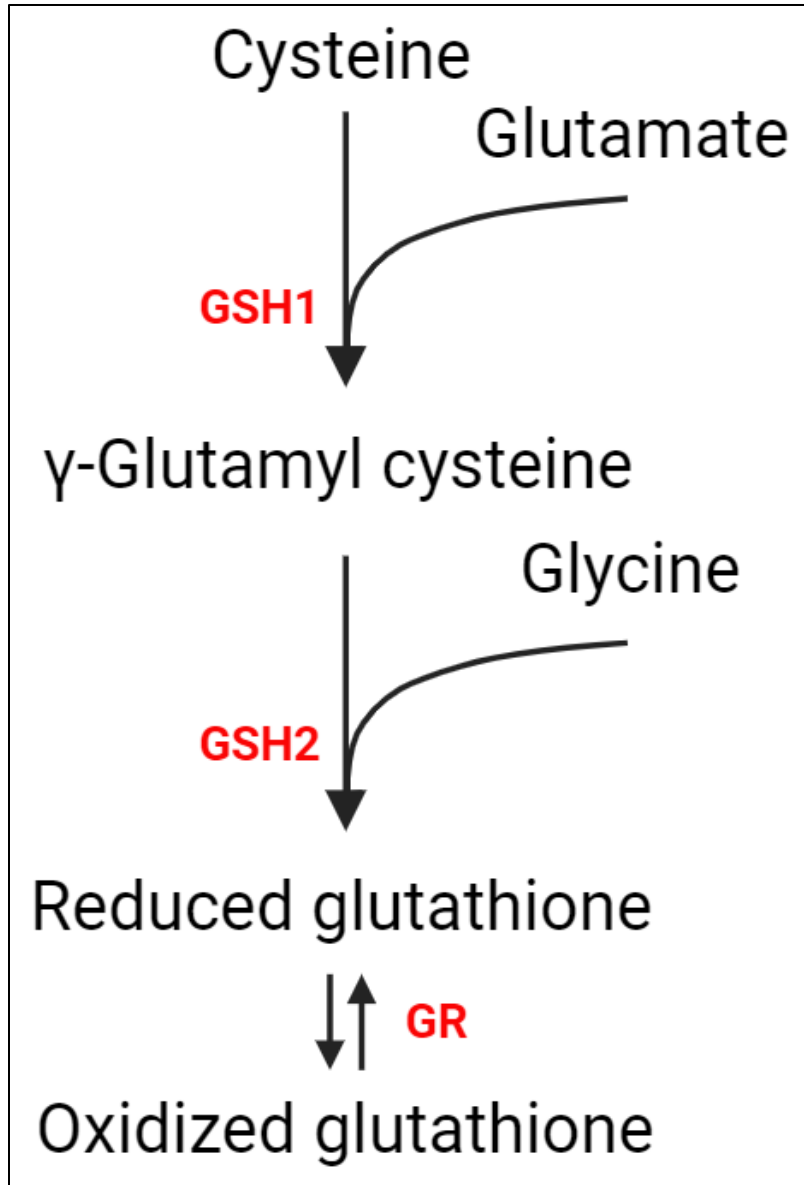 Cysteine
Glutamate
GSH1
γ-Glutamyl cysteine
Glycine
GSH2
Reduced glutathione
GR
Oxidized glutathione